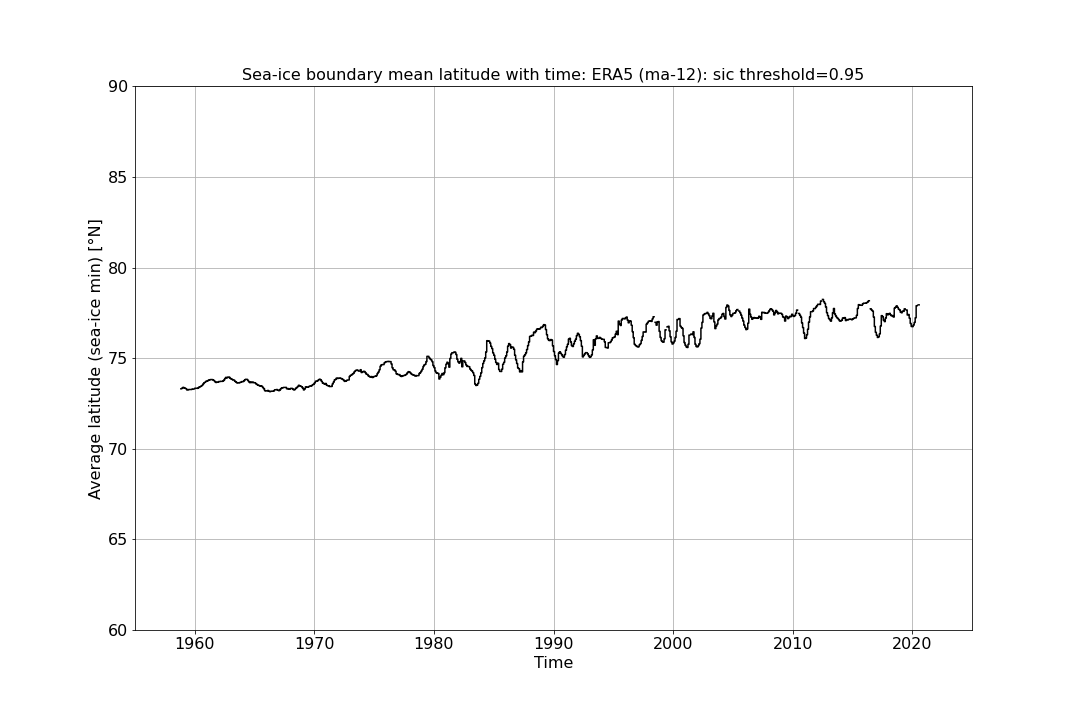 Sea-ice boundary mean latitude with time: ERA5 (ma-12): sic threshold=0.95
Average latitude (sea-ice min) [°N]
90
85
80
75
70
65
60
1960 1970 1980 1990 2000 2010 2020
Time